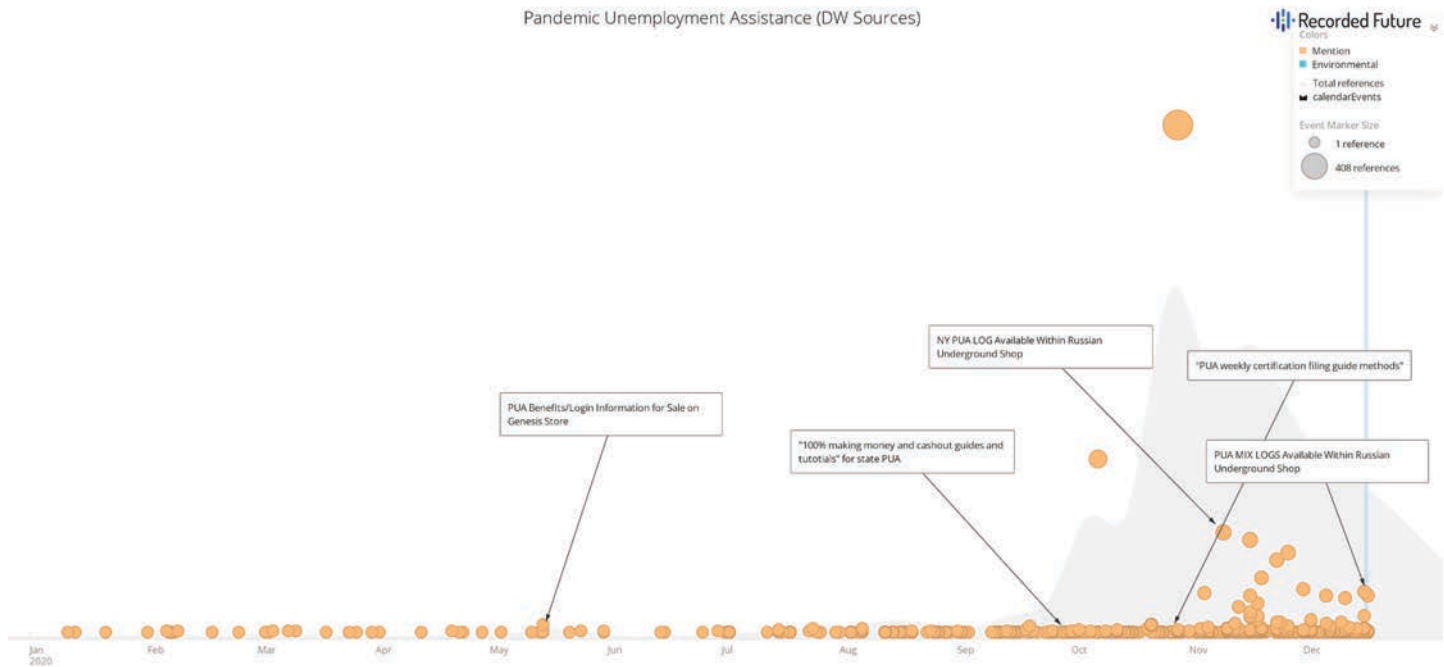 Pandemic Unemployment Assistance (DW Sources)
Recorded Future
Colors
Mention
Environmental
Total references
calendarEvents
Event Marker Size
1 reference
408 references
NY PUA LOG Available Within Russian
Underground Shop
"PUA weekly certification filing guide methods"
PUA Benefits/Login Information for Sale on
Genesis Store
"100% making money and cashout guides and
tutotials" for state PUA
PUA MIX LOGS Available Within Russian
Underground Shop
Jan Feb Mar Apr May Jun Jul Aug Sep Oct Nov Dec
2020